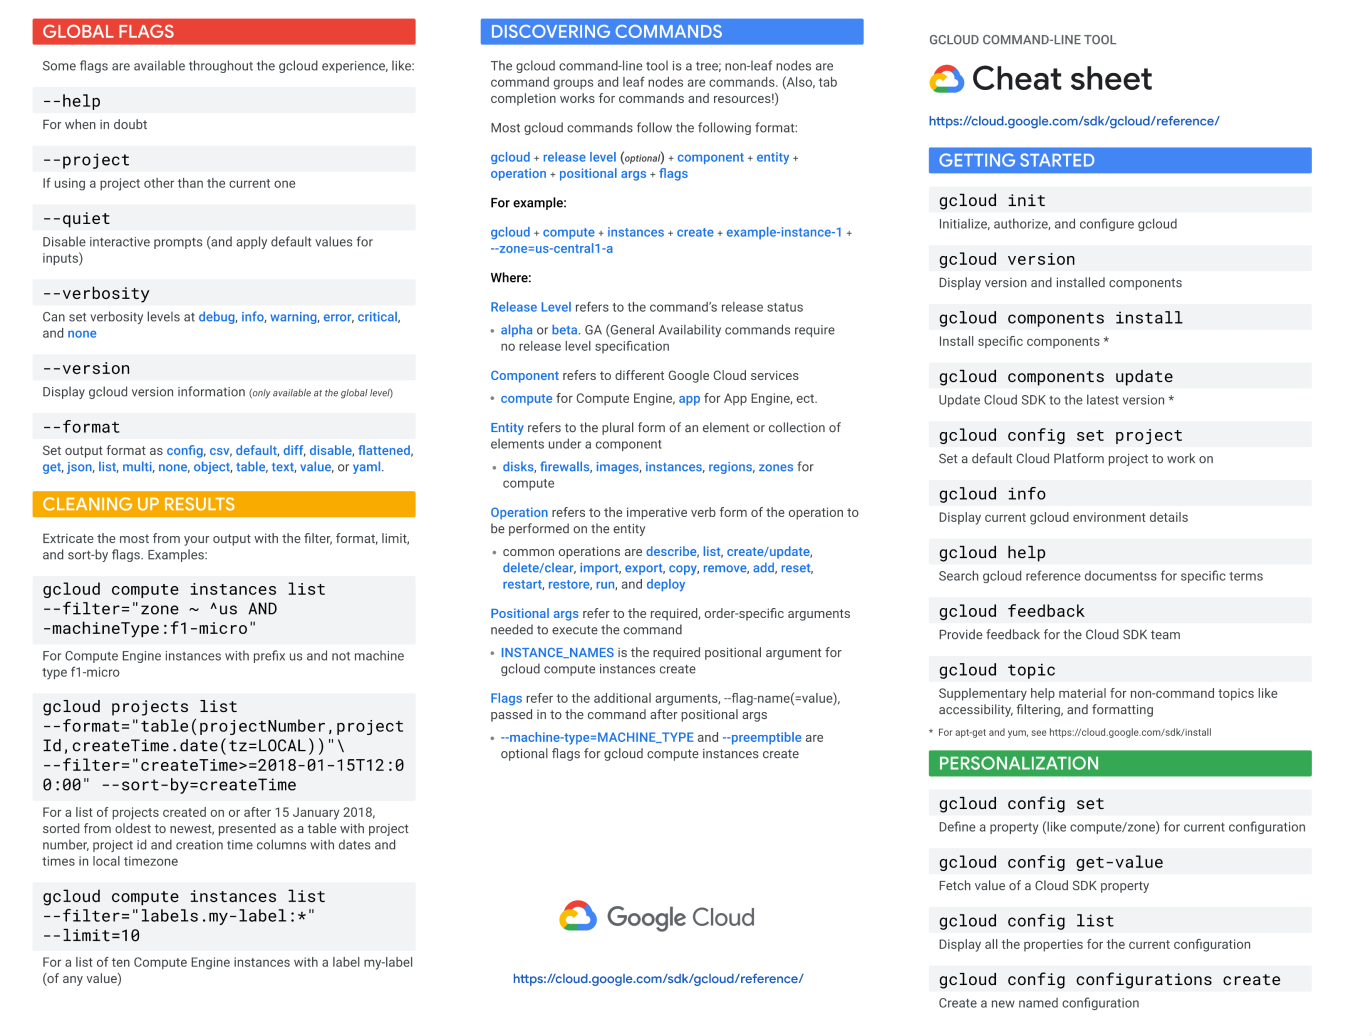 GLOBAL FLAGS
Some flags are available throughout the gcloud experience, like:
--help
For when in doubt
--project
If using a project other than the current one
--quiet
Disable interactive prompts (and apply default values for
inputs)
--verbosity
Can set verbosity levels at debug, info, warning, error, critical,
and none
--version
Display gcloud version information (only available at the global level)
--format
Set output format as config, csv, default, diff, disable, flattened,
get, json, list, multi, none, object, table, text, value, or yaml.
CLEANING UP RESULTS
Extricate the most from your output with the filter, format, limit,
and sort-by flags. Examples:
gcloud compute instances list
--filter="zone ~ ^us AND
-machineType:f1-micro"
For Compute Engine instances with prefix us and not machine
type f1-micro
gcloud projects list
--format="table(projectNumber,project
Id,createTime.date(tz=LOCAL))"\
--filter="createTime>=2018-01-15T12:0
0:00" --sort-by=createTime
For a list of projects created on or after 15 January 2018,
sorted from oldest to newest, presented as a table with project
number, project id and creation time columns with dates and
times in local timezone
gcloud compute instances list
--filter="labels.my-label:*"
--limit=10
For a list of ten Compute Engine instances with a label my-label
(of any value)
DISCOVERING COMMANDS
The gcloud command-line tool is a tree; non-leaf nodes are
command groups and leaf nodes are commands. (Also, tab
completion works for commands and resources!)
Most gcloud commands follow the following format:
gcloud + release level (optional) + component + entity +
operation + positional args + flags
For example:
gcloud + compute + instances + create + example-instance-1 +
--zone=us-central1-a
Where:
Release Level refers to the command's release status
• alpha or beta. GA (General Availability commands require
no release level specification
Component refers to different Google Cloud services
• compute for Compute Engine, app for App Engine, ect.
Entity refers to the plural form of an element or collection of
elements under a component
• disks, firewalls, images, instances, regions, zones for
compute
Operation refers to the imperative verb form of the operation to
be performed on the entity
• common operations are describe, list, create/update,
delete/clear, import, export, copy, remove, add, reset,
restart, restore, run, and deploy
Positional args refer to the required, order-specific arguments
needed to execute the command
• INSTANCE_NAMES is the required positional argument for
gcloud compute instances create
Flags refer to the additional arguments, --flag-name(=value),
passed in to the command after positional args
• --machine-type=MACHINE_TYPE and --preemptible are
optional flags for gcloud compute instances create
Google Cloud
https://cloud.google.com/sdk/gcloud/reference/
GCLOUD COMMAND-LINE TOOL
Cheat sheet
https://cloud.google.com/sdk/gcloud/reference/
GETTING STARTED
gcloud init
Initialize, authorize, and configure gcloud
gcloud version
Display version and installed components
gcloud components install
Install specific components *
gcloud components update
Update Cloud SDK to the latest version *
gcloud config set project
Set a default Cloud Platform project to work on
gcloud info
Display current gcloud environment details
gcloud help
Search gcloud reference documentss for specific terms
gcloud feedback
Provide feedback for the Cloud SDK team
gcloud topic
Supplementary help material for non-command topics like
accessibility, filtering, and formatting
* For apt-get and yum, see https://cloud.google.com/sdk/install
PERSONALIZATION
gcloud config set
Define a property (like compute/zone) for current configuration
gcloud config get-value
Fetch value of a Cloud SDK property
gcloud config list
Display all the properties for the current configuration
gcloud config configurations create
Create a new named configuration